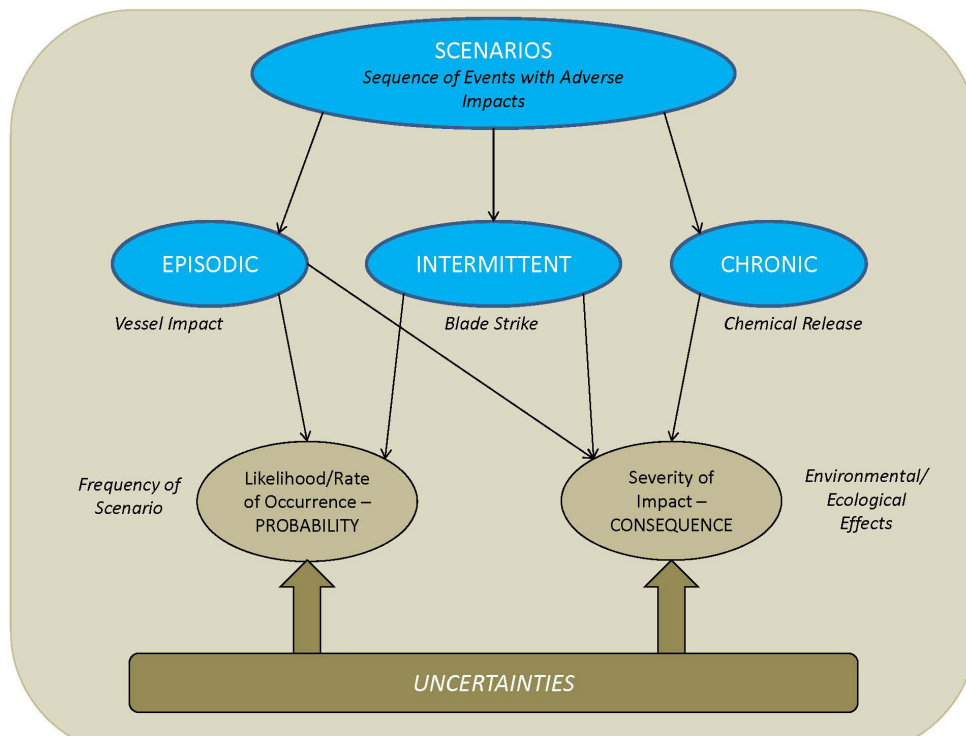 SCENARIOS
Sequence of Events with Adverse
Impacts
EPISODIC
INTERMITTENT
CHRONIC
Vessel Impact
Blade Strike
Chemical Release
Frequency of
Scenario
Likelihood/Rate
of Occurrence –
PROBABILITY
Severity of
Impact –
CONSEQUENCE
Environmental/
Ecological
Effects
UNCERTAINTIES